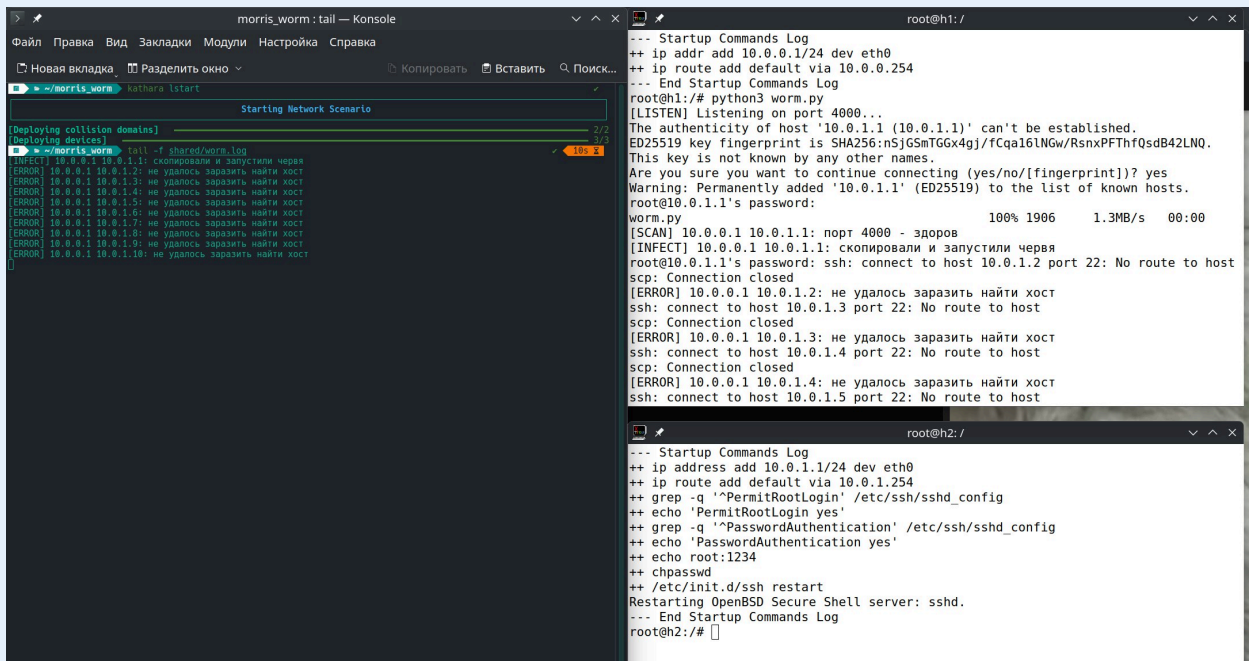 morris_worm : tail — Konsole
Файл Правка Вид Закладки Модули Настройка Справка
Новая вкладка Разделить окно Копировать Вставить Поиск...
~/morris_worm kathara lstart
Starting Network Scenario
[Deploying collision domains] 2/2
[Deploying devices] 3/3
~/morris_worm tail -f shared/worm.log 10s
[INFECT] 10.0.0.1 10.0.1.1: скопировали и запустили червя
[ERROR] 10.0.0.1 10.0.1.2: не удалось заразить найти хост
[ERROR] 10.0.0.1 10.0.1.3: не удалось заразить найти хост
[ERROR] 10.0.0.1 10.0.1.4: не удалось заразить найти хост
[ERROR] 10.0.0.1 10.0.1.5: не удалось заразить найти хост
[ERROR] 10.0.0.1 10.0.1.6: не удалось заразить найти хост
[ERROR] 10.0.0.1 10.0.1.7: не удалось заразить найти хост
[ERROR] 10.0.0.1 10.0.1.8: не удалось заразить найти хост
[ERROR] 10.0.0.1 10.0.1.9: не удалось заразить найти хост
[ERROR] 10.0.0.1 10.0.1.10: не удалось заразить найти хост
root@h1: /
--- Startup Commands Log
++ ip addr add 10.0.0.1/24 dev eth0
++ ip route add default via 10.0.0.254
--- End Startup Commands Log
root@h1:/# python3 worm.py
[LISTEN] Listening on port 4000...
The authenticity of host '10.0.1.1 (10.0.1.1)' can't be established.
ED25519 key fingerprint is SHA256:nSjGSmTGGx4gj/fCqa16lNGw/RsnxPFThfQsdB42LNQ.
This key is not known by any other names.
Are you sure you want to continue connecting (yes/no/[fingerprint])? yes
Warning: Permanently added '10.0.1.1' (ED25519) to the list of known hosts.
root@10.0.1.1's password:
worm.py 100% 1906 1.3MB/s 00:00
[SCAN] 10.0.0.1 10.0.1.1: порт 4000 - здоров
[INFECT] 10.0.0.1 10.0.1.1: скопировали и запустили червя
root@10.0.1.1's password: ssh: connect to host 10.0.1.2 port 22: No route to host
scp: Connection closed
[ERROR] 10.0.0.1 10.0.1.2: не удалось заразить найти хост
ssh: connect to host 10.0.1.3 port 22: No route to host
scp: Connection closed
[ERROR] 10.0.0.1 10.0.1.3: не удалось заразить найти хост
ssh: connect to host 10.0.1.4 port 22: No route to host
scp: Connection closed
[ERROR] 10.0.0.1 10.0.1.4: не удалось заразить найти хост
ssh: connect to host 10.0.1.5 port 22: No route to host
root@h2: /
--- Startup Commands Log
++ ip address add 10.0.1.1/24 dev eth0
++ ip route add default via 10.0.1.254
++ grep -q '^PermitRootLogin' /etc/ssh/sshd_config
++ echo 'PermitRootLogin yes'
++ grep -q '^PasswordAuthentication' /etc/ssh/sshd_config
++ echo 'PasswordAuthentication yes'
++ echo root:1234
++ chpasswd
++ /etc/init.d/ssh restart
Restarting OpenBSD Secure Shell server: sshd.
--- End Startup Commands Log
root@h2:/#